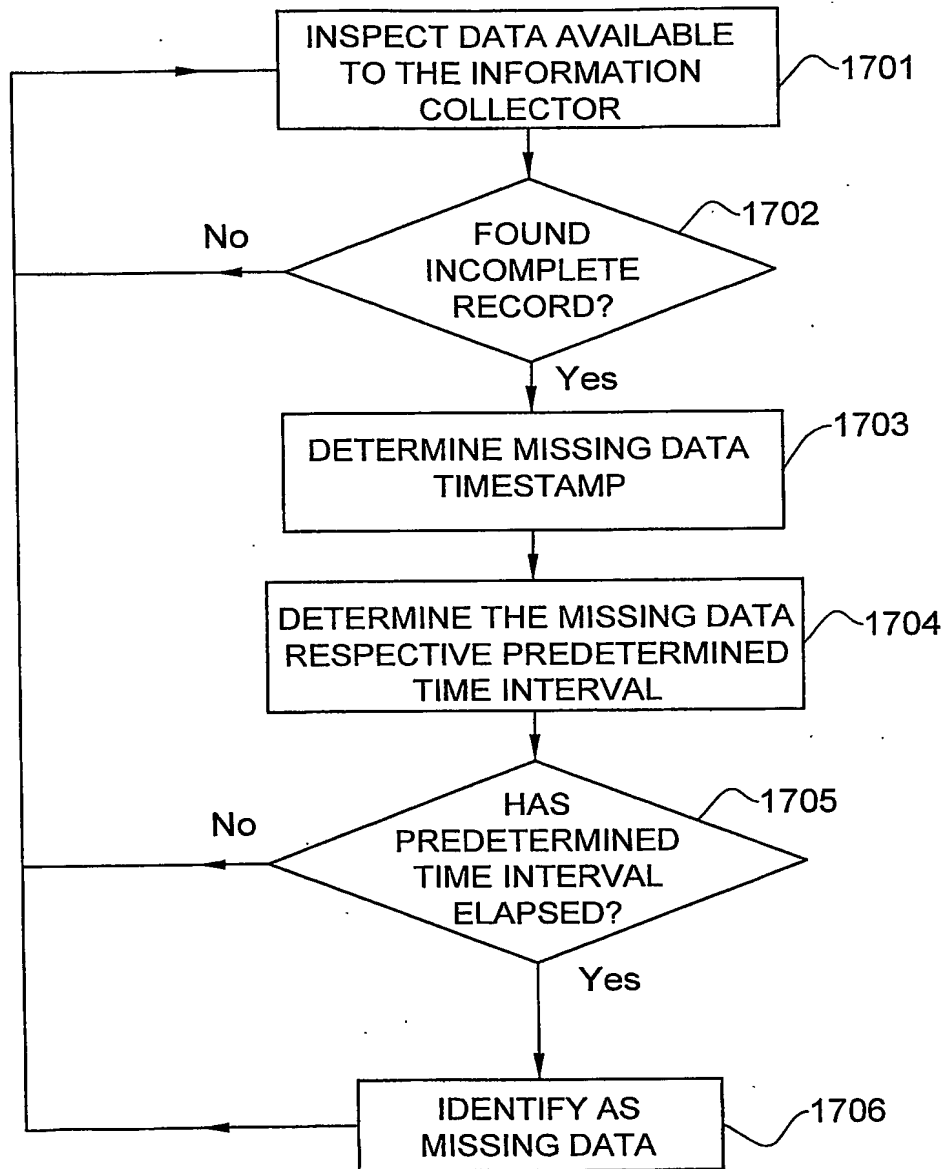 INSPECT DATA AVAILABLE
TO THE INFORMATION
COLLECTOR
1701
1702
No
FOUND
INCOMPLETE
RECORD?
Yes
1703
DETERMINE MISSING DATA
TIMESTAMP
DETERMINE THE MISSING DATA
RESPECTIVE PREDETERMINED
TIME INTERVAL
1704
1705
No
HAS
PREDETERMINED
TIME INTERVAL
ELAPSED?
Yes
IDENTIFY AS
MISSING DATA
1706